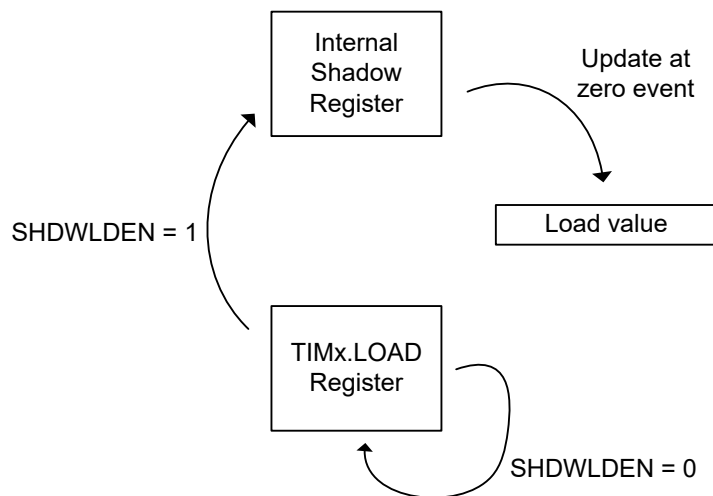 Internal
Shadow
Register
Update at
zero event
Load value
SHDWLDEN = 1
TIMx.LOAD
Register
SHDWLDEN = 0